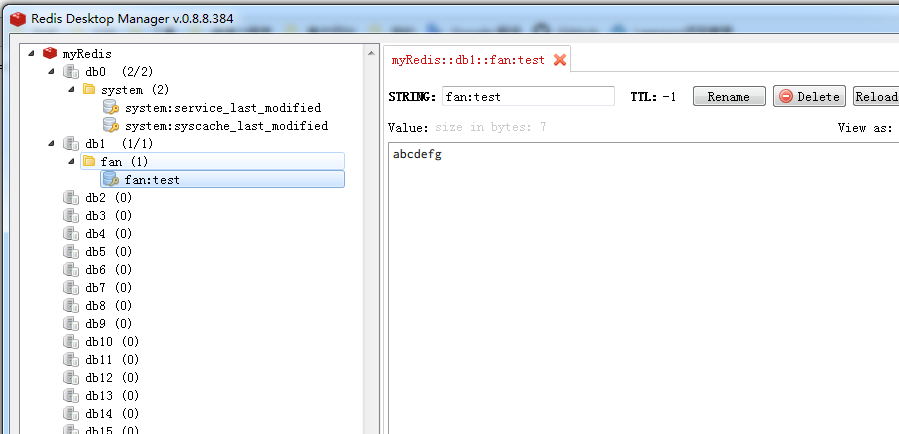 Redis Desktop Manager v.0.8.8.384
myRedis
db0 (2/2)
system (2)
system:service_last_modified
system:syscache_last_modified
db1 (1/1)
fan (1)
fan:test
db2 (0)
db3 (0)
db4 (0)
db5 (0)
db6 (0)
db7 (0)
db8 (0)
db9 (0)
db10 (0)
db11 (0)
db12 (0)
db13 (0)
db14 (0)
db15 (0)
myRedis::db1::fan:test
STRING: fan:test TTL: -1 Rename Delete Reload
Value: size in bytes: 7 View as:
abcdefg